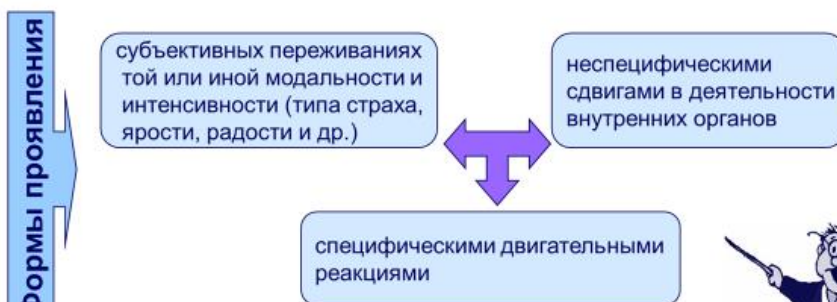 Формы проявления
субъективных переживаниях
той или иной модальности и
интенсивности (типа страха,
ярости, радости и др.)
неспецифическими
сдвигами в деятельности
внутренних органов
специфическими двигательными
реакциями